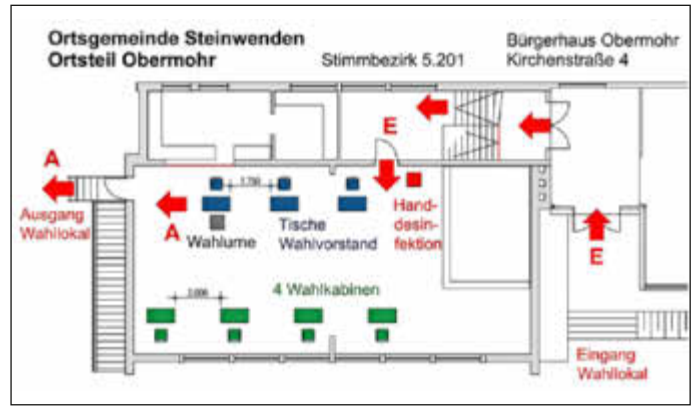 Ortsgemeinde Steinwenden
Ortsteil Obermohr
Stimmbezirk 5.201
Bürgerhaus Obermohr
Kirchenstraße 4
E
A
Ausgang
Wahllokal
A
Wahlurne
Tische
Wahlvorstand
Hand-
desin-
fektion
E
4 Wahlkabinen
Eingang
Wahllokal